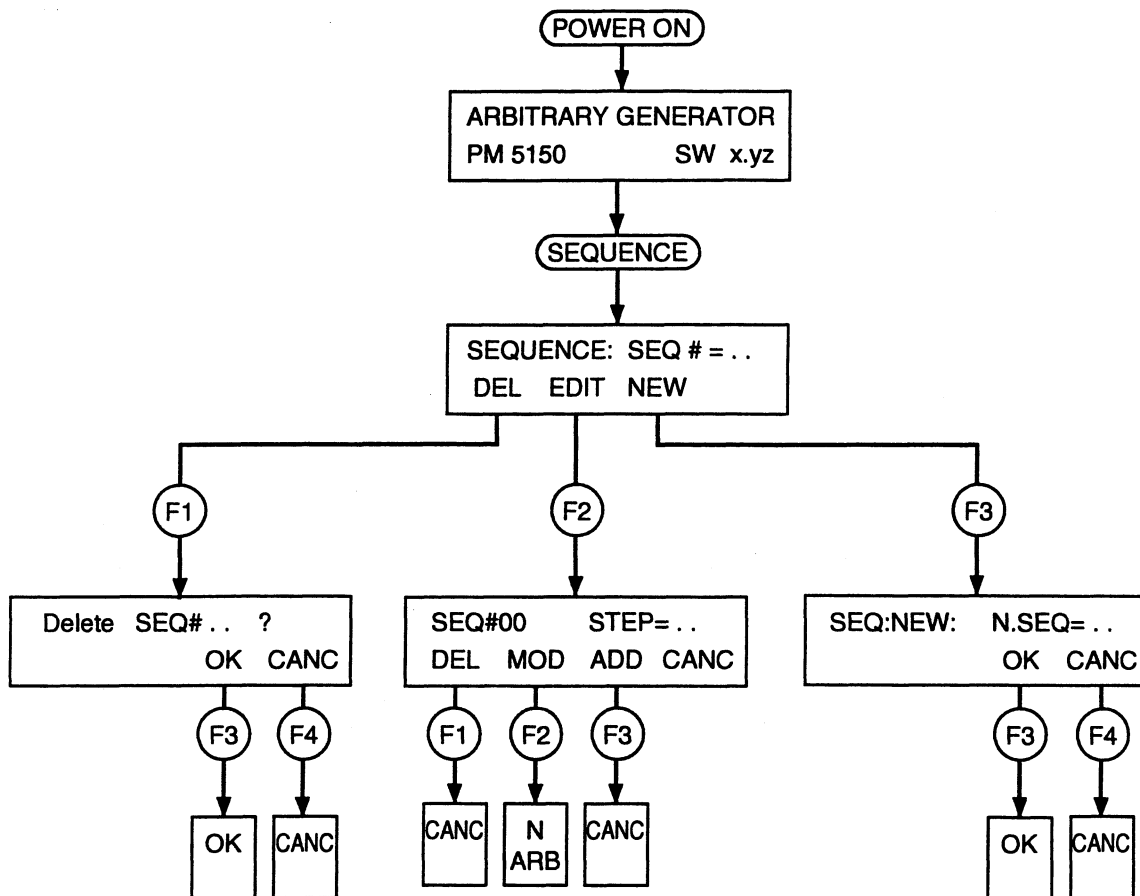 POWER ON
ARBITRARY GENERATOR
PM 5150 SW x.yz
SEQUENCE
SEQUENCE: SEQ # = . .
DEL EDIT NEW
F1 F2 F3
Delete SEQ# . . ?
OK CANC
SEQ#00 STEP= . .
DEL MOD ADD CANC
SEQ:NEW: N.SEQ= . .
OK CANC
F3 F4 F1 F2 F3 F3 F4
OK CANC CANC N ARB CANC OK CANC